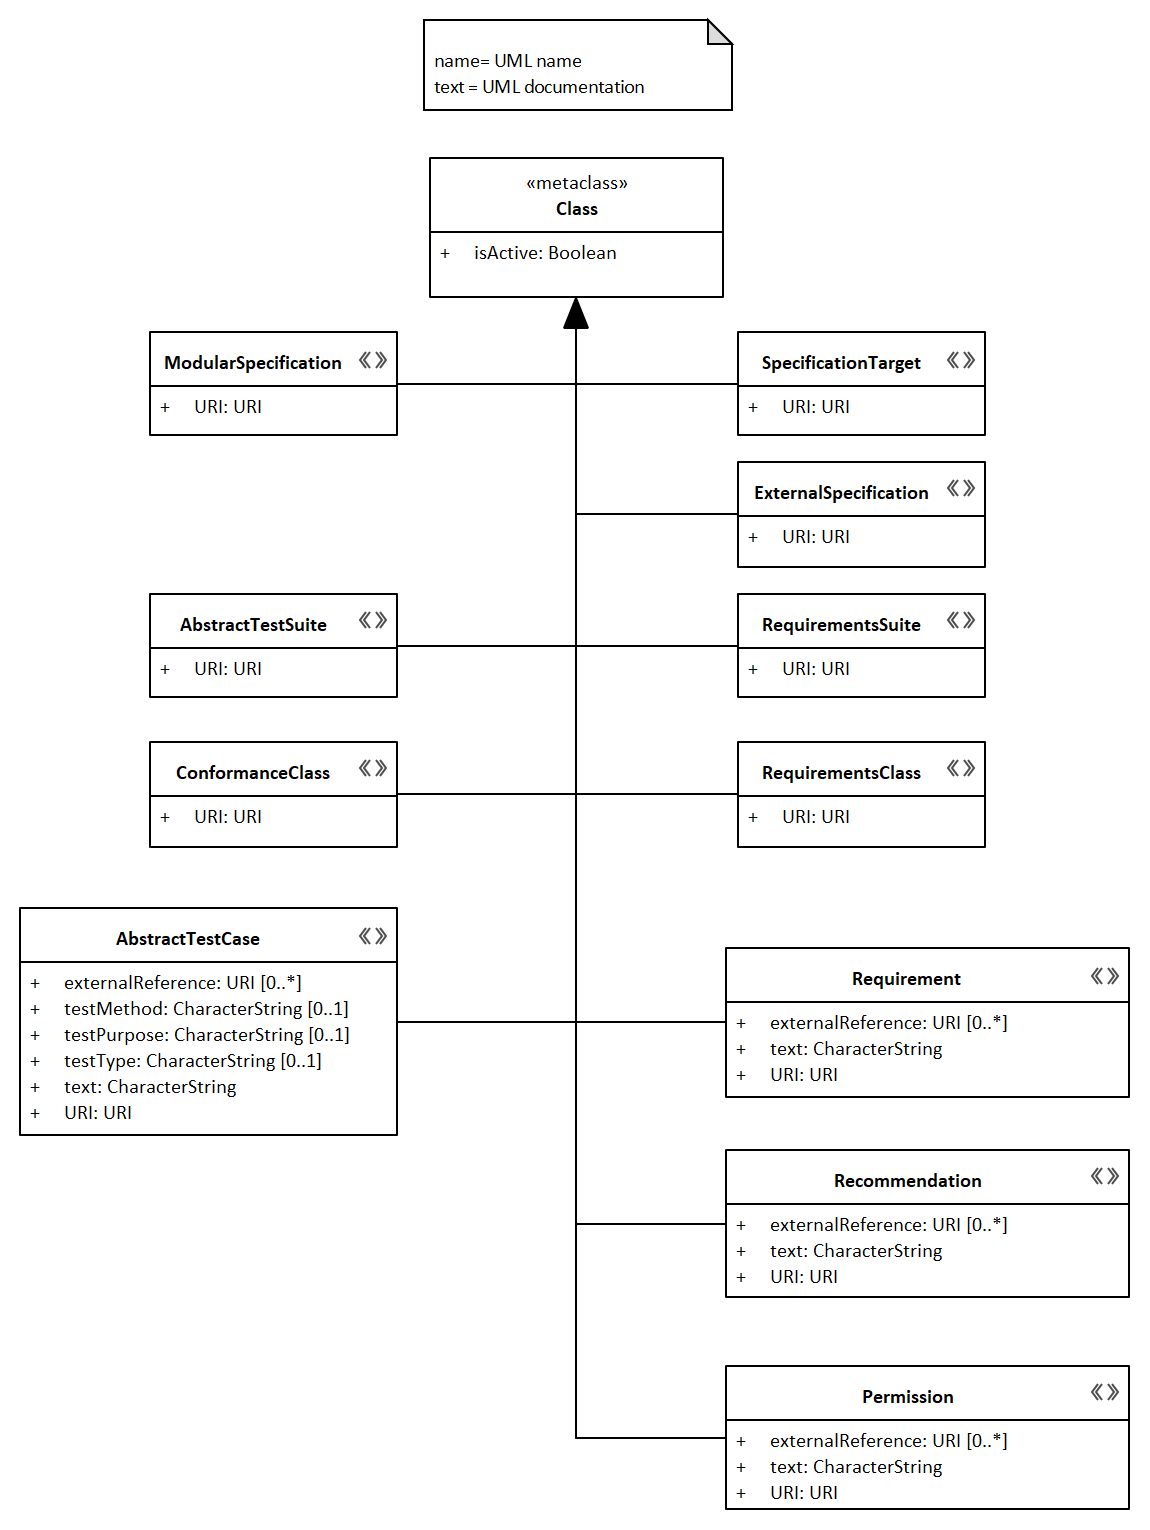 name= UML name
text = UML documentation
«metaclass»
Class
+ isActive: Boolean
ModularSpecification «»
+ URI: URI
SpecificationTarget «»
+ URI: URI
ExternalSpecification «»
+ URI: URI
AbstractTestSuite «»
+ URI: URI
RequirementsSuite «»
+ URI: URI
ConformanceClass «»
+ URI: URI
RequirementsClass «»
+ URI: URI
AbstractTestCase «»
+ externalReference: URI [0..*]
+ testMethod: CharacterString [0..1]
+ testPurpose: CharacterString [0..1]
+ testType: CharacterString [0..1]
+ text: CharacterString
+ URI: URI
Requirement «»
+ externalReference: URI [0..*]
+ text: CharacterString
+ URI: URI
Recommendation «»
+ externalReference: URI [0..*]
+ text: CharacterString
+ URI: URI
Permission «»
+ externalReference: URI [0..*]
+ text: CharacterString
+ URI: URI